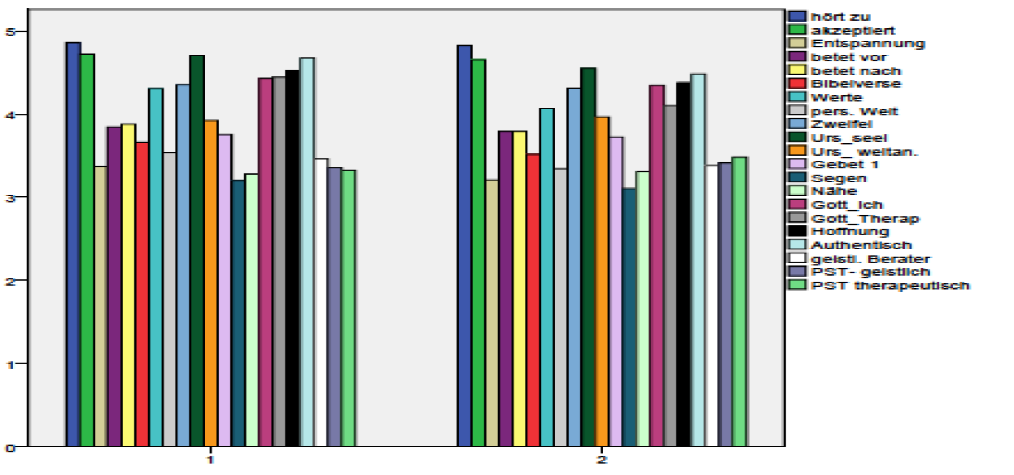 5
4
3
2
1
0
1
2
hört zu
akzeptiert
Entspannung
betet vor
betet nach
Bibelverse
Werte
pers. Welt
Zweifel
Urs_seel
Urs_ weltan.
Gebet 1
Segen
Nähe
Gott_Ich
Gott_Therap
Hoffnung
Authentisch
geistl. Berater
PST- geistlich
PST therapeutisch